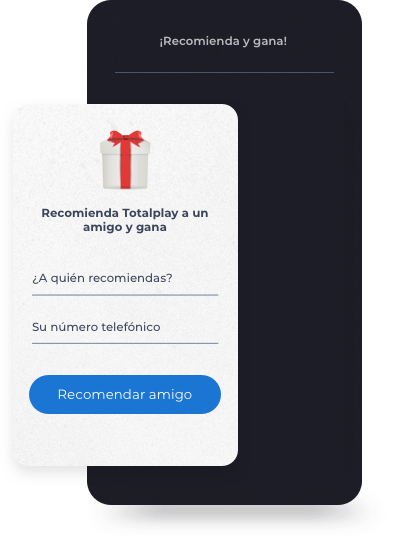 ¡Recomienda y gana!
Recomienda Totalplay a un
amigo y gana
¿A quién recomiendas?
Su número telefónico
Recomendar amigo